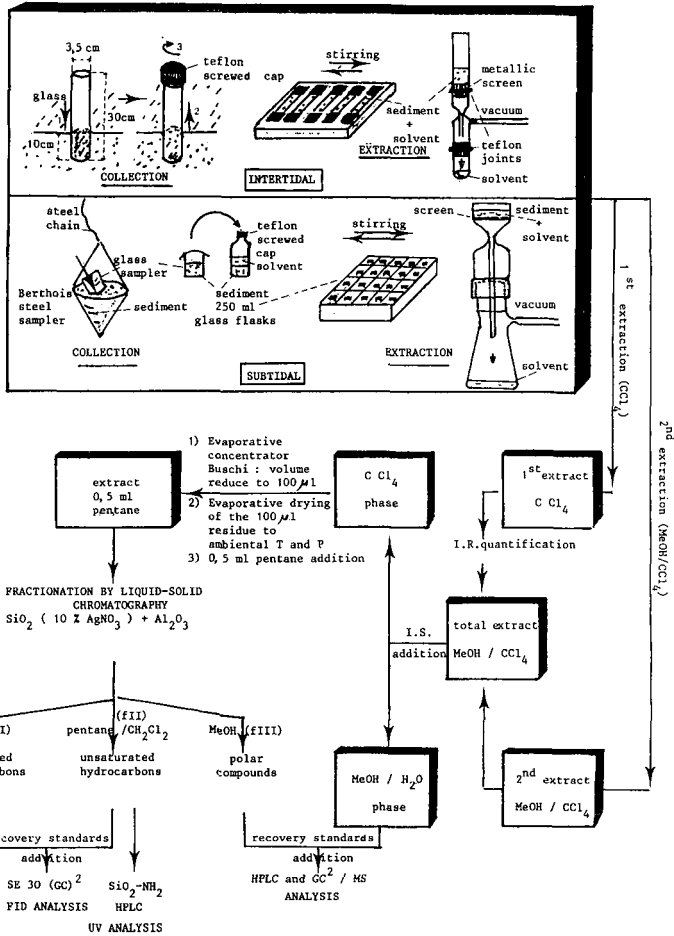 3,5 cm
3
teflon
screwed cap
glass
30cm
2
10cm
COLLECTION
stirring
sediment
+
solvent
EXTRACTION
metallic
screen
vacuum
teflon
joints
solvent
INTERTIDAL
steel
chain
glass
sampler
Berthois
steel
sampler
sediment
COLLECTION
teflon
screwed
cap
solvent
sediment
250 ml
glass flasks
stirring
EXTRACTION
screen
sediment
+
solvent
vacuum
solvent
SUBTIDAL
1st extraction (CCl4)
2nd extraction (MeOH/CCl4)
extract
0,5 ml
pentane
1) Evaporative
concentrator
Buschi : volume
reduce to 100 µl
2) Evaporative drying
of the 100 µl
residue to
ambiental T and P
3) 0,5 ml pentane addition
C Cl4
phase
1st extract
C Cl4
I.R.quantification
total extract
MeOH / CCl4
I.S.
addition
MeOH / H2O
phase
2nd extract
MeOH / CCl4
FRACTIONATION BY LIQUID-SOLID
CHROMATOGRAPHY
SiO2 ( 10 % AgNO3 ) + Al2O3
I)
ed
bons
(fII)
pentane /CH2Cl2
unsaturated
hydrocarbons
MeOH (fIII)
polar
compounds
covery standards
addition
SE 30 (GC)2
FID ANALYSIS
SiO2-NH2
HPLC
UV ANALYSIS
recovery standards
addition
HPLC and GC2 / MS
ANALYSIS